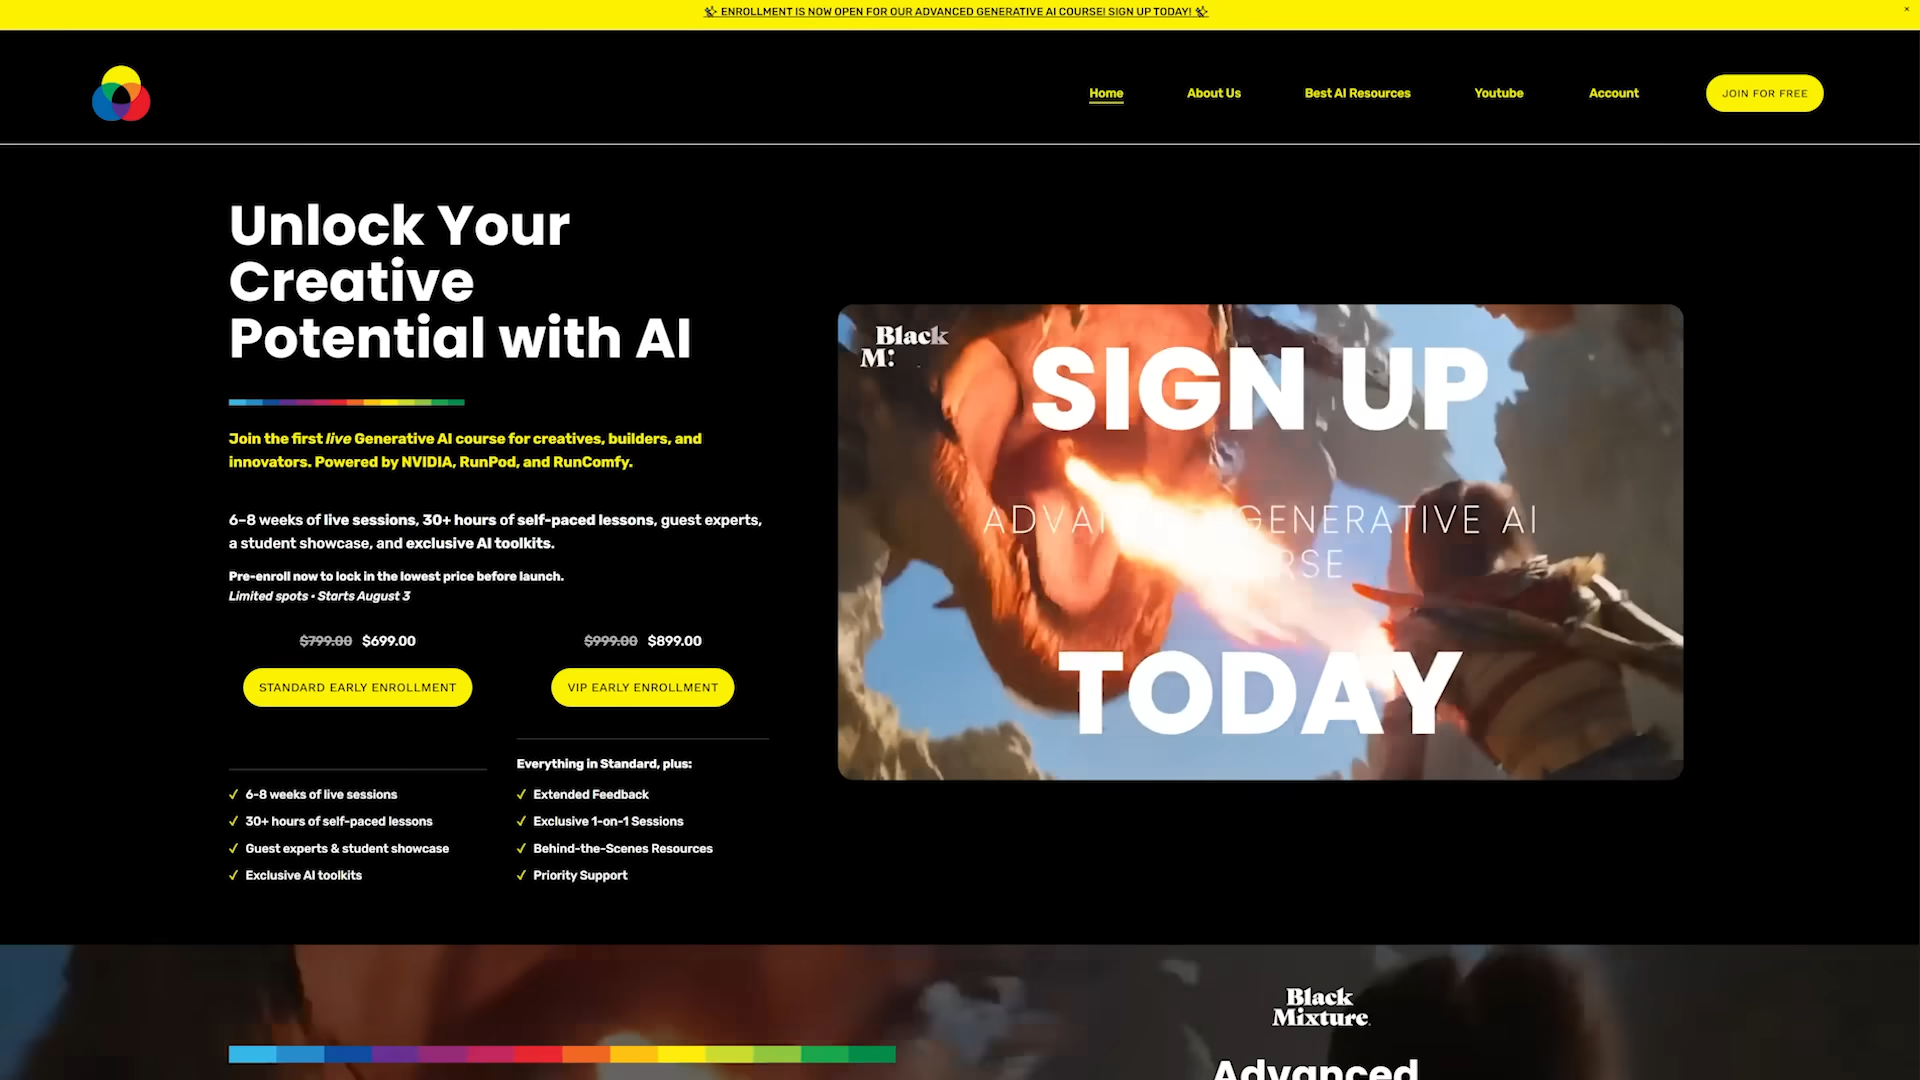 ENROLLMENT IS NOW OPEN FOR OUR ADVANCED GENERATIVE AI COURSE! SIGN UP TODAY!
×
Home
About Us
Best AI Resources
Youtube
Account
JOIN FOR FREE
Unlock Your
Creative
Potential with AI
Join the first live Generative AI course for creatives, builders, and
innovators. Powered by NVIDIA, RunPod, and RunComfy.
6–8 weeks of live sessions, 30+ hours of self-paced lessons, guest experts,
a student showcase, and exclusive AI toolkits.
Pre-enroll now to lock in the lowest price before launch.
Limited spots • Starts August 3
$799.00 $699.00
STANDARD EARLY ENROLLMENT
✓ 6-8 weeks of live sessions
✓ 30+ hours of self-paced lessons
✓ Guest experts & student showcase
✓ Exclusive AI toolkits
$999.00 $899.00
VIP EARLY ENROLLMENT
Everything in Standard, plus:
✓ Extended Feedback
✓ Exclusive 1-on-1 Sessions
✓ Behind-the-Scenes Resources
✓ Priority Support
Black
SIGN UP
GENERATIVE AI
TODAY
Black
Mixture
Advanced